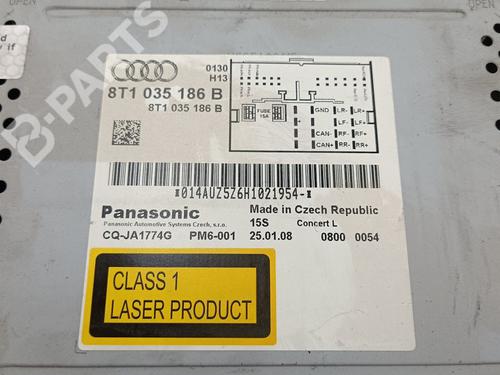 OPEN
OPEN
B-PARTS
0130
H13
8T1 035 186 B
8T1 035 186 B
GND LR- LR+
+ LF- LF+
CAN- RF- RF+
CAN+ RR- RR+
FUSE
15A
*014AUZ5Z6H1021954-*
Panasonic
Panasonic Automotive Systems Czech, s.r.o.
CQ-JA1774G PM6-001
Made in Czech Republic
15S Concert L
25.01.08 0800 0054
CLASS 1
LASER PRODUCT